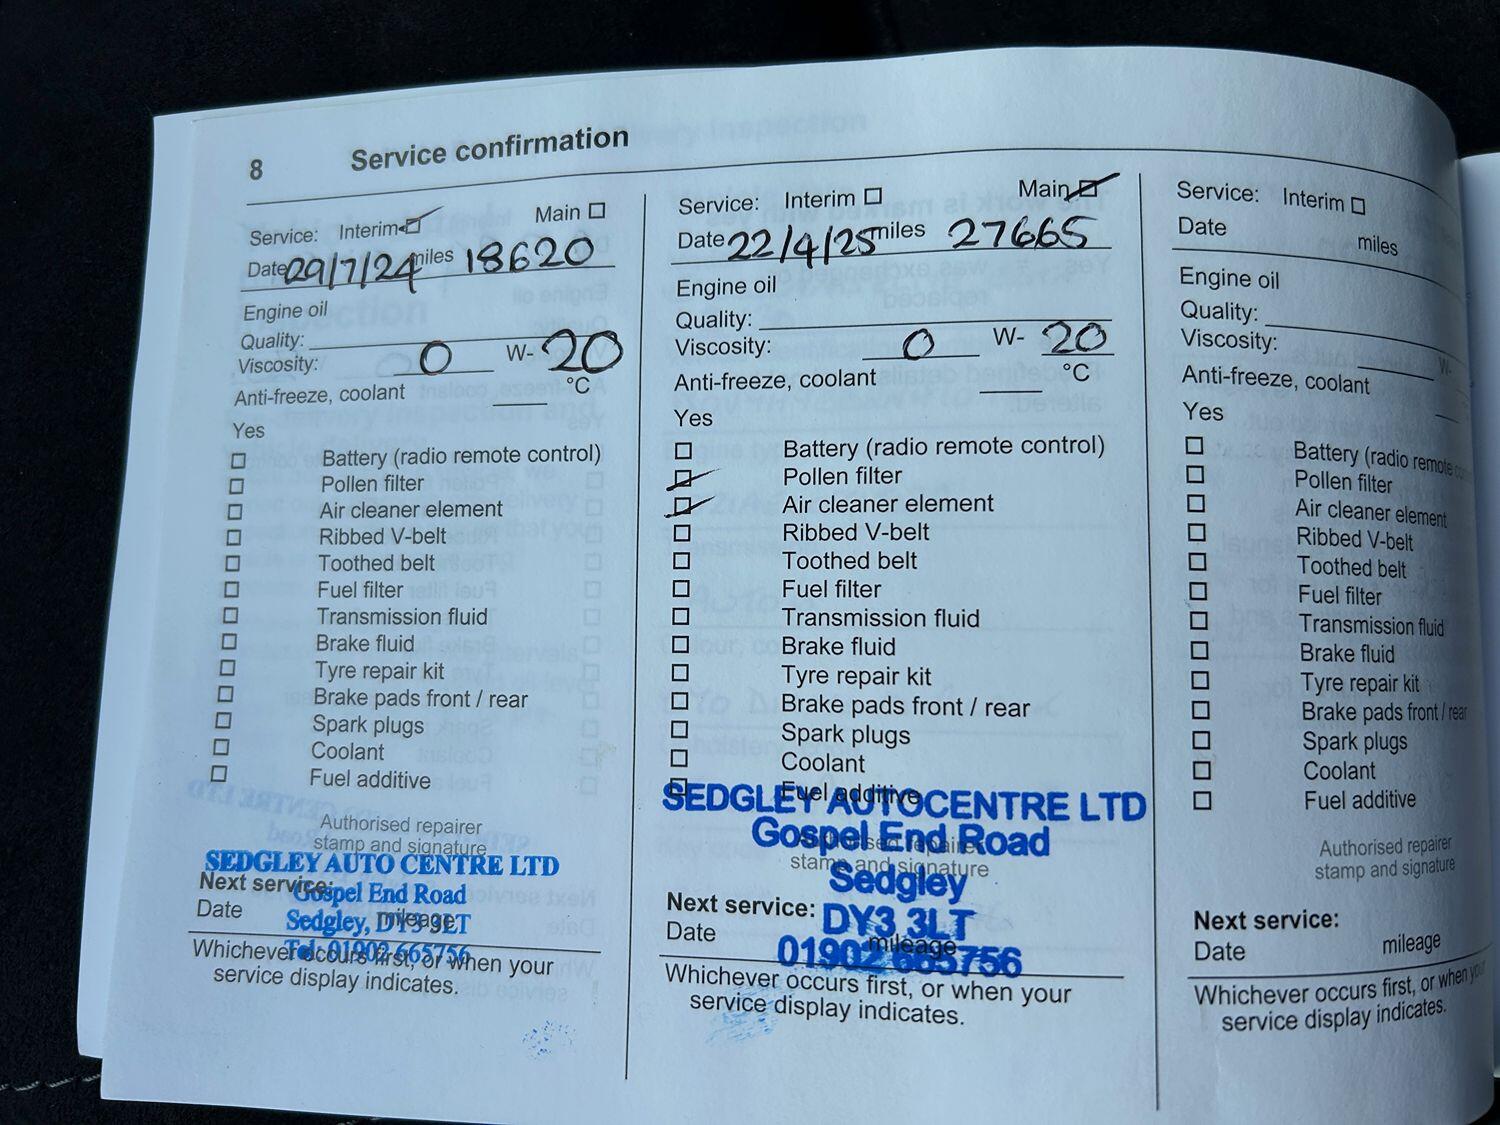 8 Service confirmation
Service: Interim Main
Date 29/7/24 miles 18620
Engine oil
Quality:
Viscosity: 0 W- 20
Anti-freeze, coolant °C
Yes
Battery (radio remote control)
Pollen filter
Air cleaner element
Ribbed V-belt
Toothed belt
Fuel filter
Transmission fluid
Brake fluid
Tyre repair kit
Brake pads front / rear
Spark plugs
Coolant
Fuel additive
Authorised repairer
stamp and signature
SEDGLEY AUTO CENTRE LTD
Gospel End Road
Sedgley, DY3 3LT
Tel: 01902 665756
Next service:
Date mileage
Whichever occurs first, or when your
service display indicates.
Service: Interim Main
Date 22/4/25 miles 27665
Engine oil
Quality:
Viscosity: 0 W- 20
Anti-freeze, coolant °C
Yes
Battery (radio remote control)
Pollen filter
Air cleaner element
Ribbed V-belt
Toothed belt
Fuel filter
Transmission fluid
Brake fluid
Tyre repair kit
Brake pads front / rear
Spark plugs
Coolant
Fuel additive
SEDGLEY AUTOCENTRE LTD
Gospel End Road
Sedgley
DY3 3LT
01902 665756
Authorised repairer
stamp and signature
Next service:
Date mileage
Whichever occurs first, or when your
service display indicates.
Service: Interim
Date miles
Engine oil
Quality:
Viscosity: W-
Anti-freeze, coolant
Yes
Battery (radio remote
Pollen filter
Air cleaner element
Ribbed V-belt
Toothed belt
Fuel filter
Transmission fluid
Brake fluid
Tyre repair kit
Brake pads front / rear
Spark plugs
Coolant
Fuel additive
Authorised repairer
stamp and signature
Next service:
Date mileage
Whichever occurs first, or when
service display indicates.